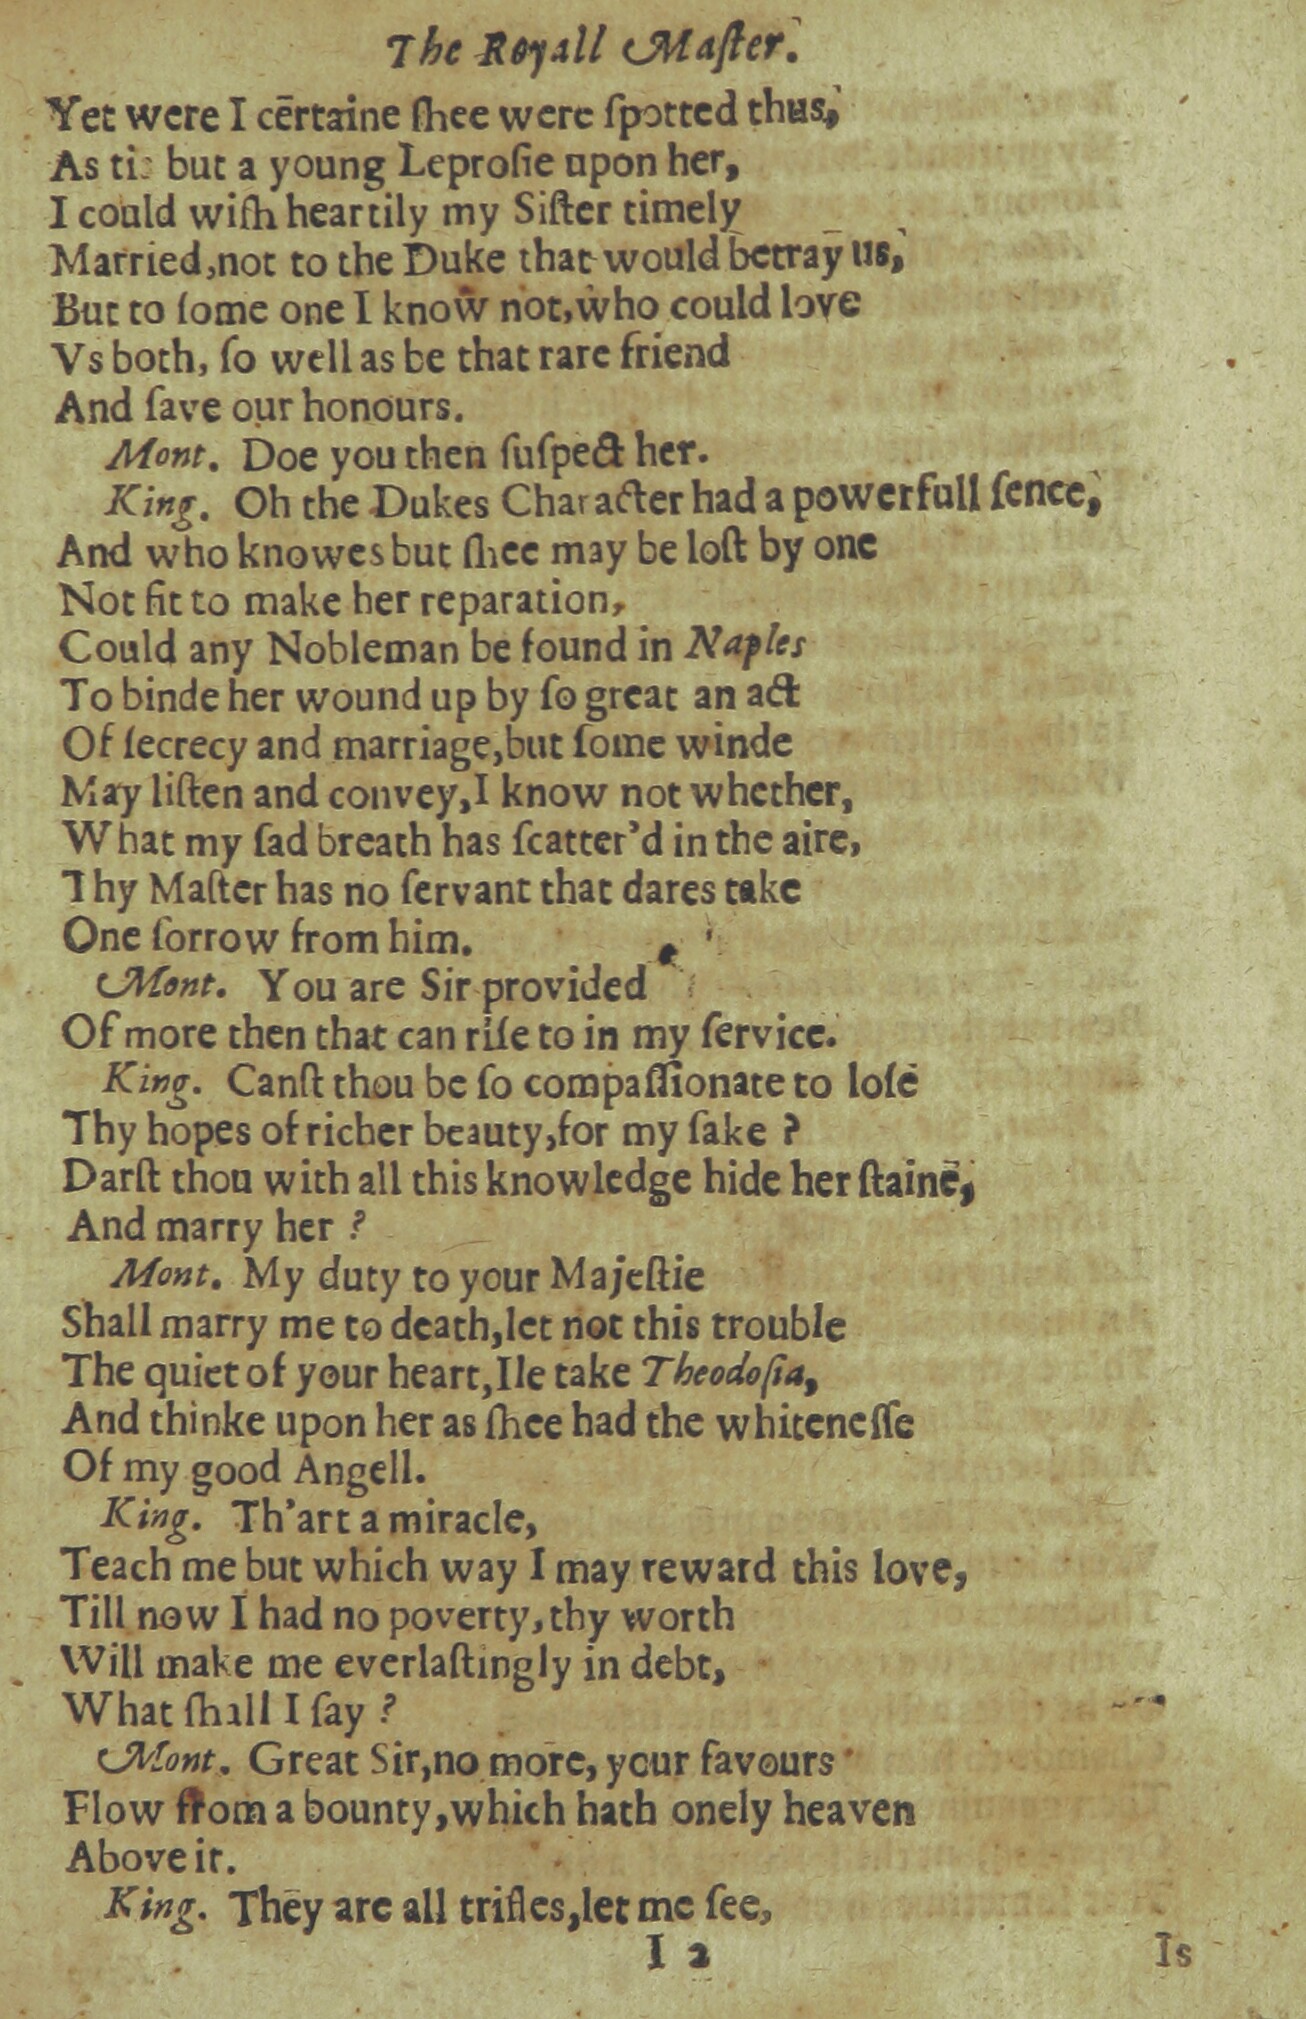 The Royall Maſter.
Yet were I certaine ſhee were ſpotted thus,
As tis but a young Leproſie upon her,
I could wiſh heartily my Siſter timely
Married,not to the Duke that would betray us,
But to ſome one I know not,who could love
Vs both, ſo well as be that rare friend
And ſave our honours.
Mont. Doe you then ſuſpect her.
King. Oh the Dukes Character had a powerfull ſence,
And who knowes but ſhee may be loſt by one
Not fit to make her reparation,
Could any Nobleman be found in Naples
To binde her wound up by ſo great an act
Of ſecrecy and marriage,but ſome winde
May liſten and convey,I know not whether,
What my ſad breath has ſcatter'd in the aire,
Thy Maſter has no ſervant that dares take
One ſorrow from him.
Mont. You are Sir provided
Of more then that can riſe to in my ſervice.
King. Canſt thou be ſo compaſſionate to loſe
Thy hopes of richer beauty,for my ſake ?
Darſt thou with all this knowledge hide her ſtaine,
And marry her ?
Mont. My duty to your Majeſtie
Shall marry me to death,let not this trouble
The quiet of your heart,Ile take Theodoſia,
And thinke upon her as ſhee had the whiteneſſe
Of my good Angell.
King. Th'art a miracle,
Teach me but which way I may reward this love,
Till now I had no poverty,thy worth
Will make me everlaſtingly in debt,
What ſhall I ſay ?
Mont. Great Sir,no more, your favours
Flow from a bounty,which hath onely heaven
Above it.
King. They are all trifles,let me ſee,
I 2
Is